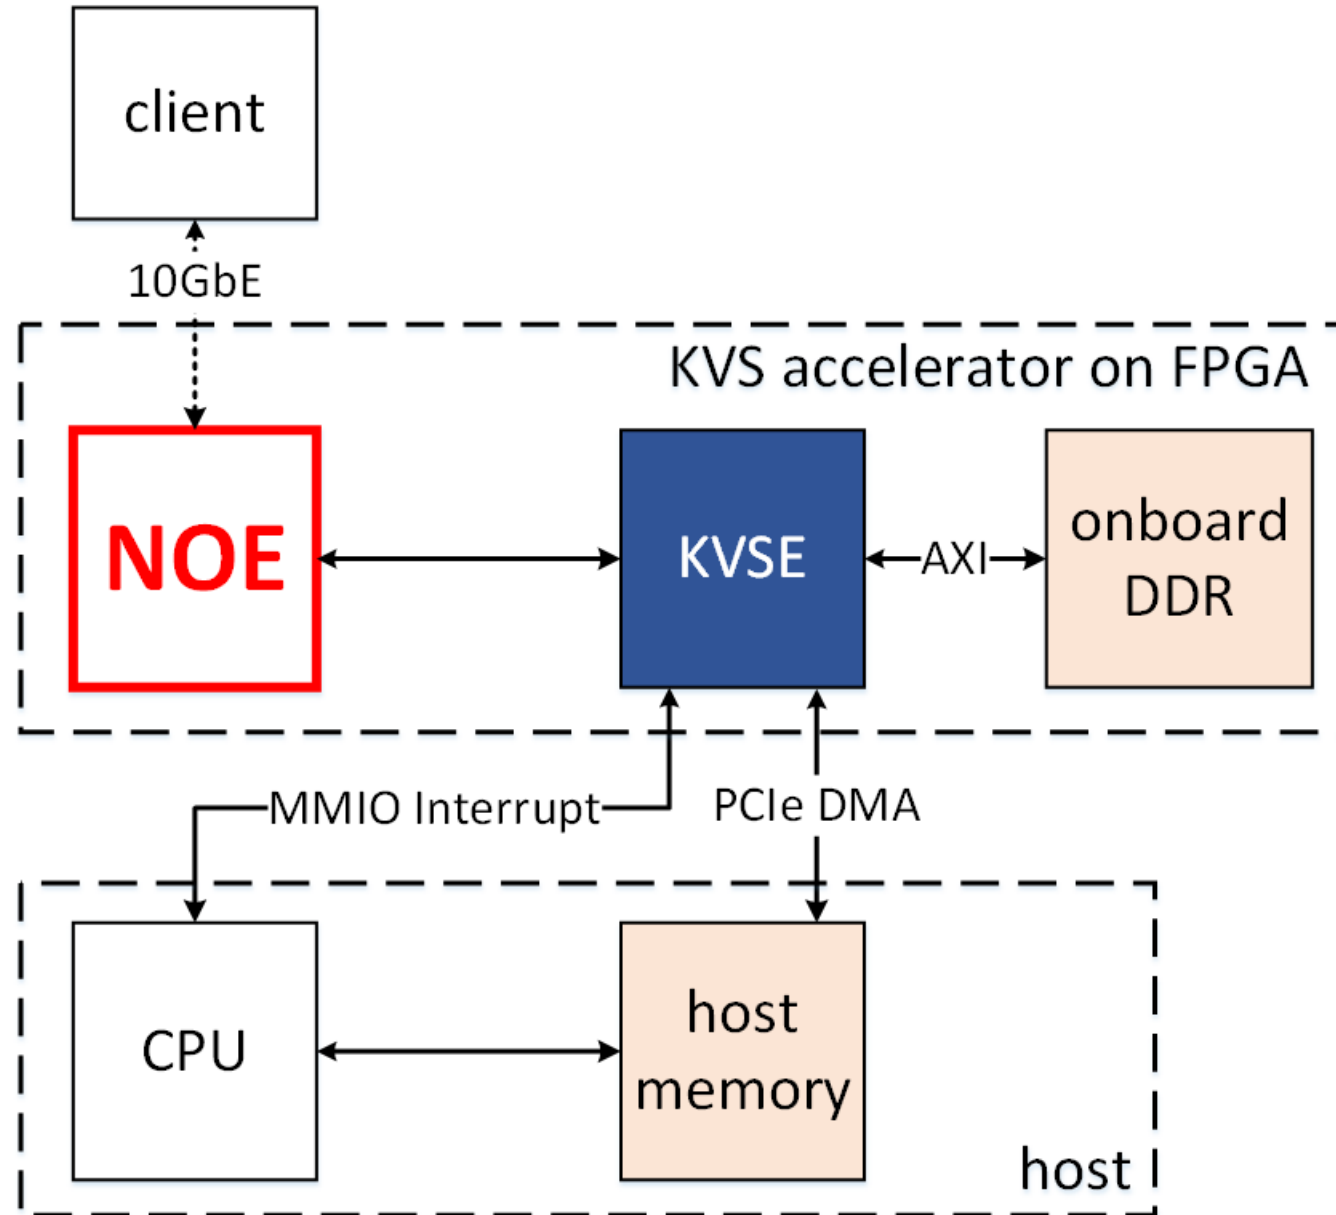 client
10GbE
KVS accelerator on FPGA
NOE
KVSE
AXI
onboard
DDR
MMIO Interrupt
PCIe DMA
CPU
host
memory
host